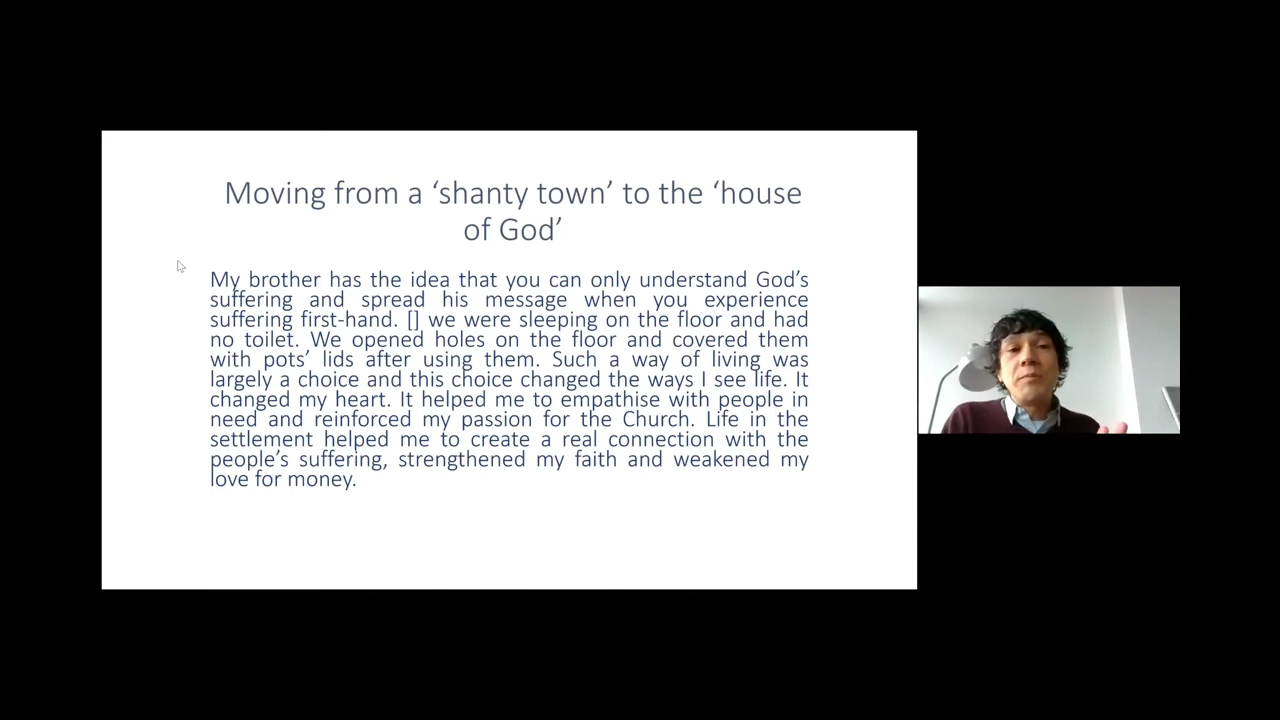 Moving from a ‘shanty town’ to the ‘house
of God’
My brother has the idea that you can only understand God’s
suffering and spread his message when you experience
suffering first-hand. [] we were sleeping on the floor and had
no toilet. We opened holes on the floor and covered them
with pots’ lids after using them. Such a way of living was
largely a choice and this choice changed the ways I see life. It
changed my heart. It helped me to empathise with people in
need and reinforced my passion for the Church. Life in the
settlement helped me to create a real connection with the
people’s suffering, strengthened my faith and weakened my
love for money.